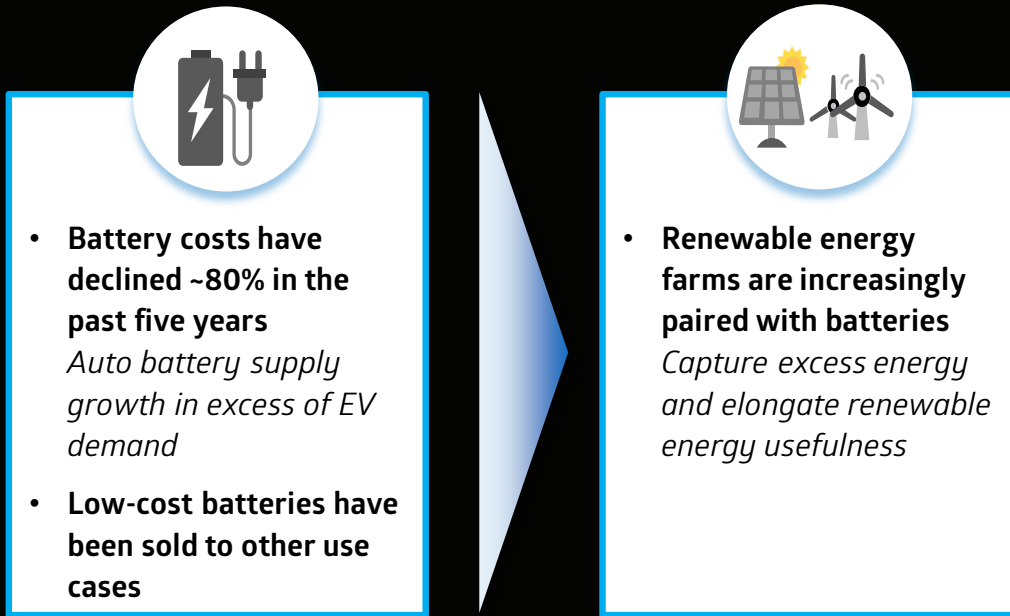 • Battery costs have
declined ~80% in the
past five years
Auto battery supply
growth in excess of EV
demand
• Low-cost batteries have
been sold to other use
cases
• Renewable energy
farms are increasingly
paired with batteries
Capture excess energy
and elongate renewable
energy usefulness